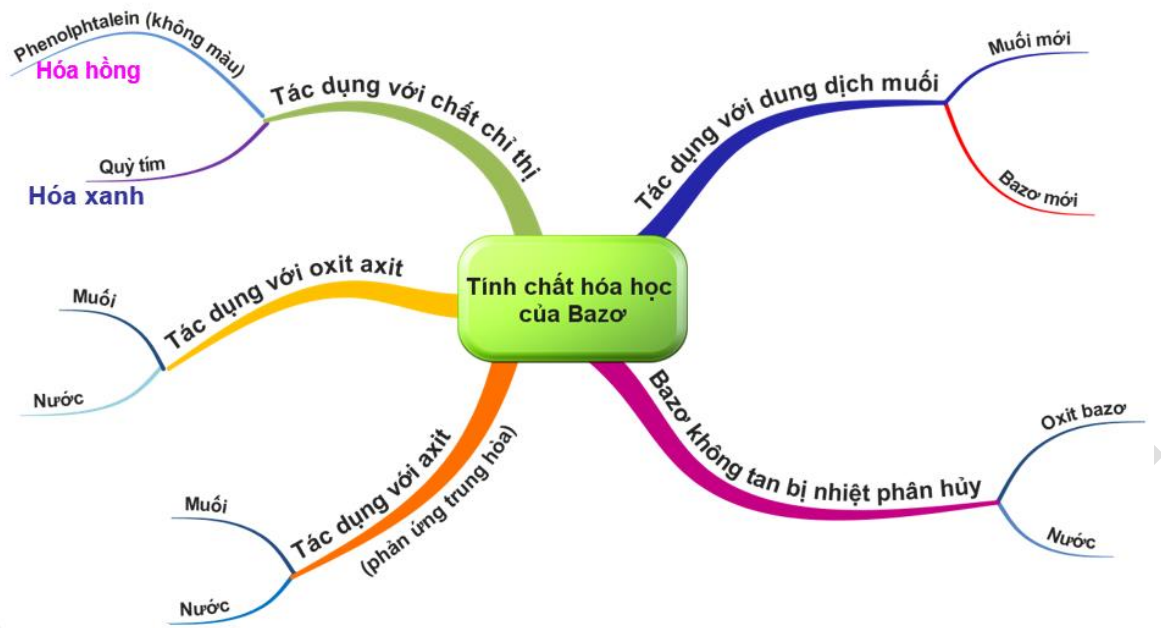 Tính chất hóa học
của Bazơ
Tác dụng với chất chỉ thị
Phenolphtalein (không màu)
Hóa hồng
Quỳ tím
Hóa xanh
Tác dụng với oxit axit
Muối
Nước
Tác dụng với axit
(phản ứng trung hòa)
Muối
Nước
Tác dụng với dung dịch muối
Muối mới
Bazơ mới
Bazơ không tan bị nhiệt phân hủy
Oxit bazơ
Nước